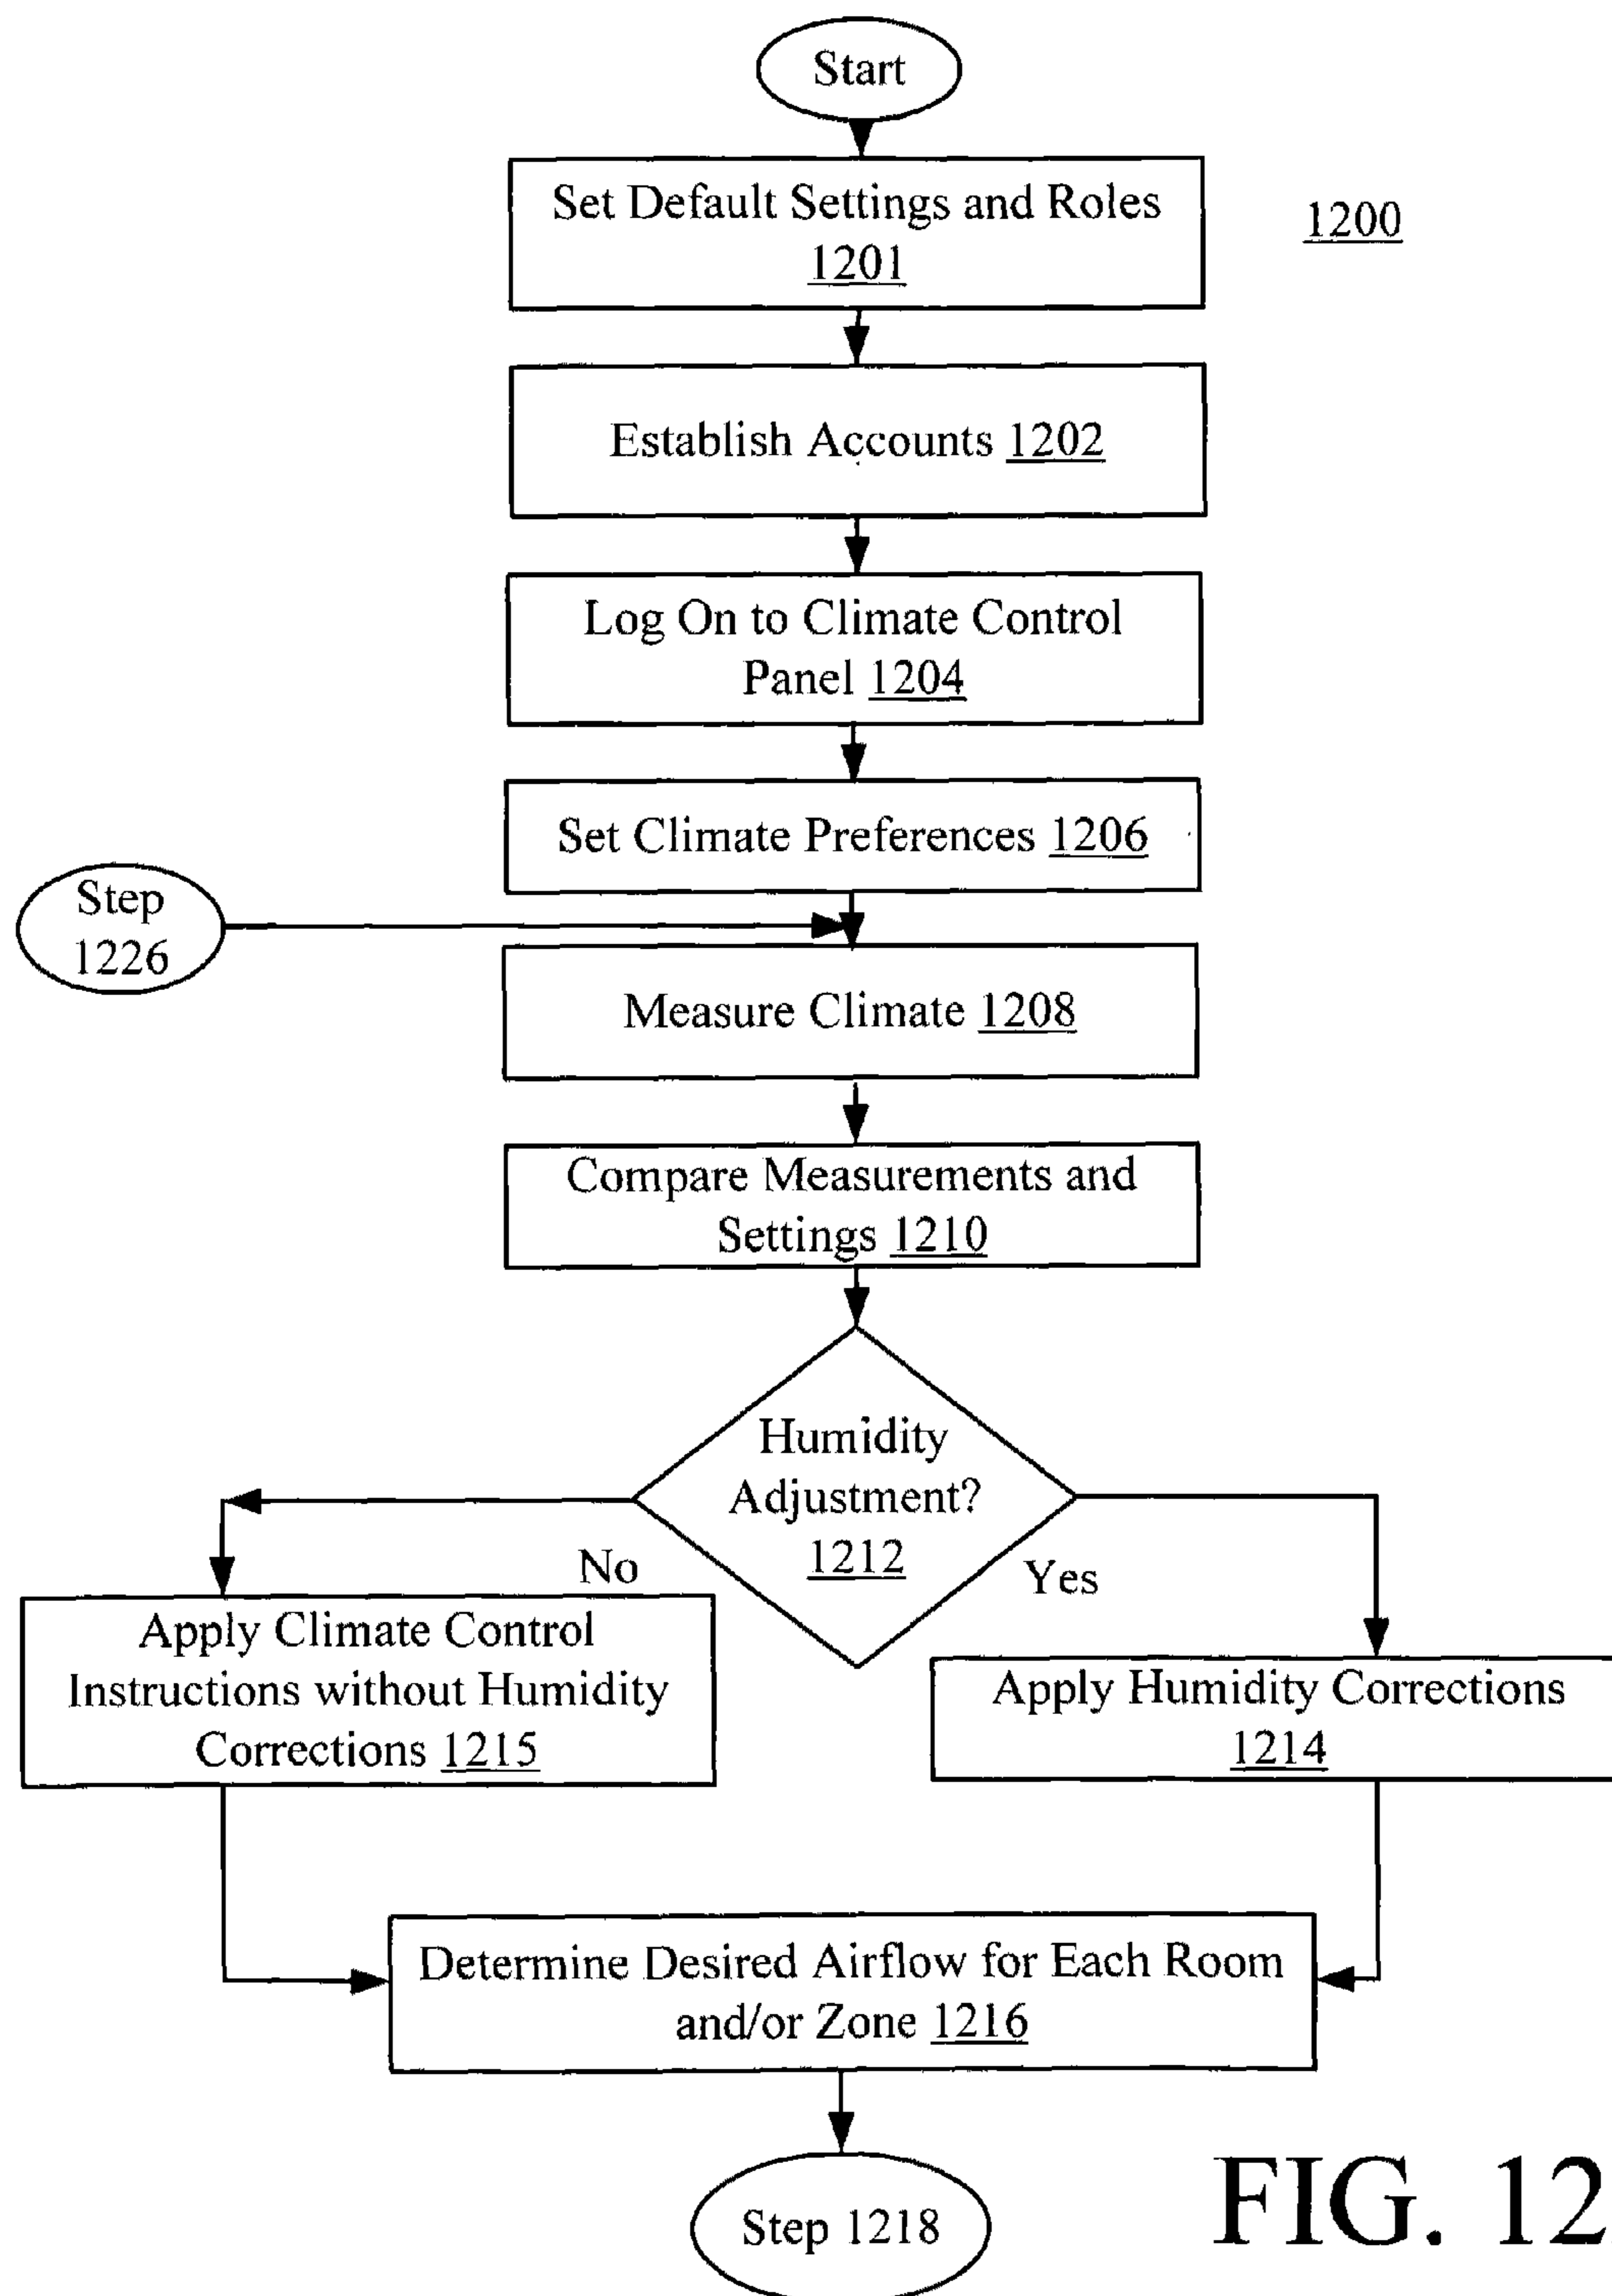 Start
Set Default Settings and Roles
1201
1200
Establish Accounts 1202
Log On to Climate Control
Panel 1204
Set Climate Preferences 1206
Step
1226
Measure Climate 1208
Compare Measurements and
Settings 1210
Humidity
Adjustment?
1212
No
Yes
Apply Climate Control
Instructions without Humidity
Corrections 1215
Apply Humidity Corrections
1214
Determine Desired Airflow for Each Room
and/or Zone 1216
Step 1218
FIG. 12